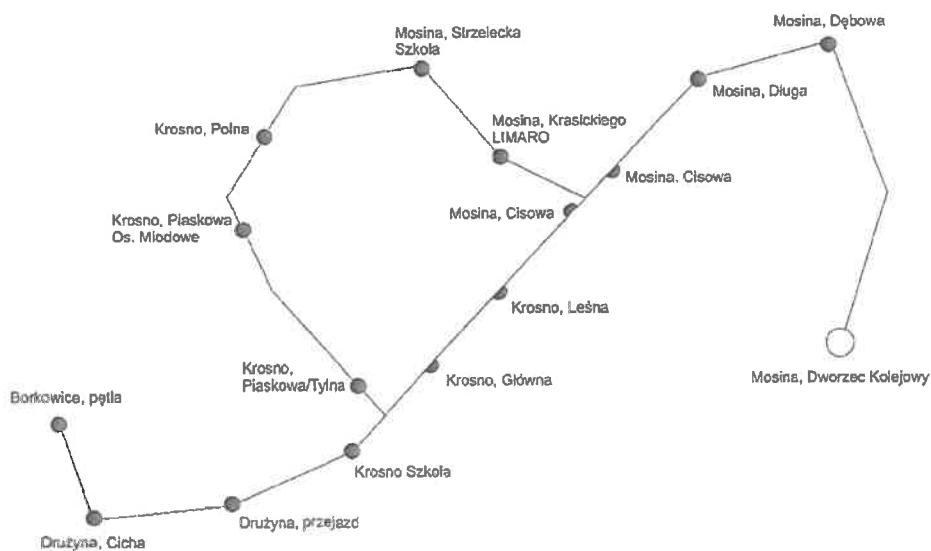 Mosina, Dębowa
Mosina, Strzelecka
Szkoła
Mosina, Długa
Mosina, Krasickiego
LIMARO
Krosno, Polna
Mosina, Cisowa
Mosina, Cisowa
Krosno, Piaskowa
Os. Miodowe
Krosno, Leśna
Krosno,
Piaskowa/Tylna
Krosno, Główna
Mosina, Dworzec Kolejowy
Borkowice, pętla
Krosno Szkoła
Drużyna, przejazd
Drużyna, Cicha